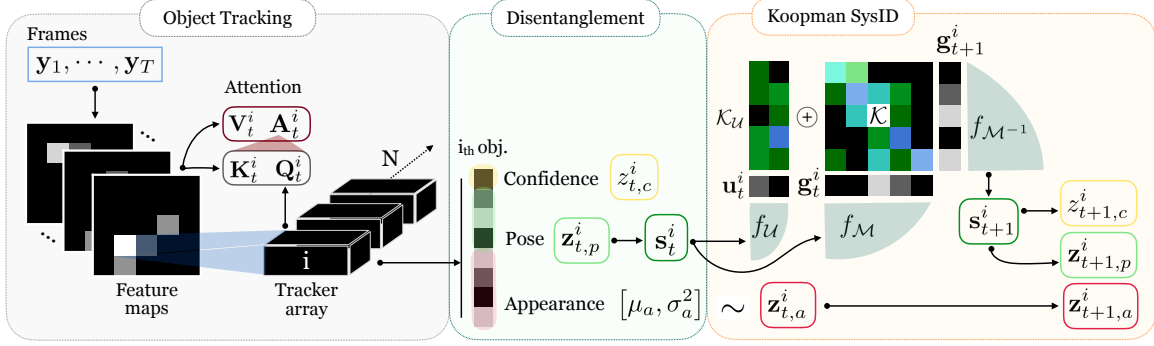 Object Tracking
Frames
y_1, ··· , y_T
Attention
V_t^i A_t^i
K_t^i Q_t^i
N
i
Feature
maps
Tracker
array
Disentanglement
i_th obj.
Confidence z_{t,c}^i
Pose z_{t,p}^i s_t^i
Appearance [μ_a, σ_a^2] ∼ z_{t,a}^i
Koopman SysID
g_{t+1}^i
𝒦_𝒰 ⊕ 𝒦
f_{ℳ^{-1}}
u_t^i g_t^i
f_𝒰 f_ℳ
s_{t+1}^i
z_{t+1,c}^i
z_{t+1,p}^i
z_{t+1,a}^i